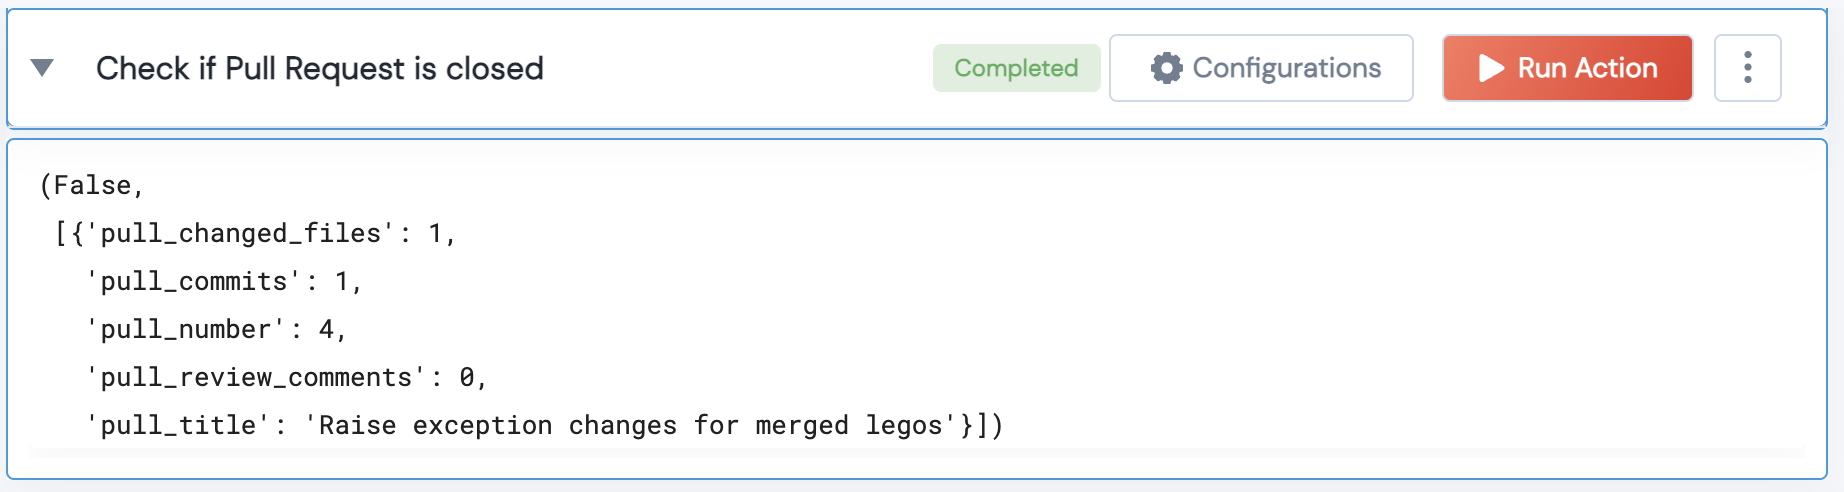 Check if Pull Request is closed Completed Configurations Run Action
(False,
 [{'pull_changed_files': 1,
   'pull_commits': 1,
   'pull_number': 4,
   'pull_review_comments': 0,
   'pull_title': 'Raise exception changes for merged legos'}])